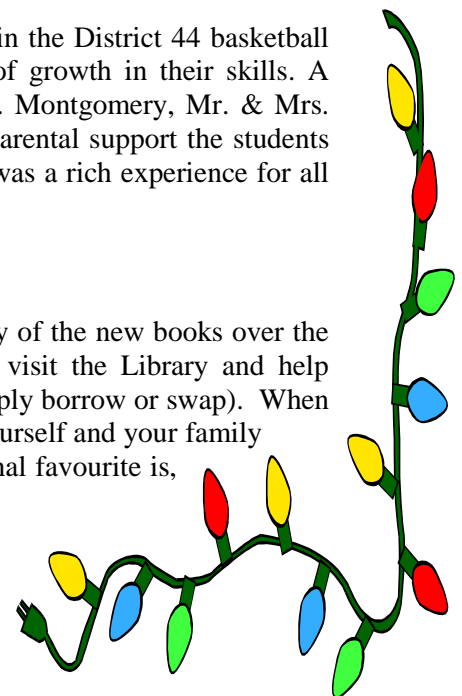 in the District 44 basketball
of growth in their skills. A
. Montgomery, Mr. & Mrs.
arental support the students
was a rich experience for all
y of the new books over the
visit the Library and help
ply borrow or swap). When
urself and your family
nal favourite is,